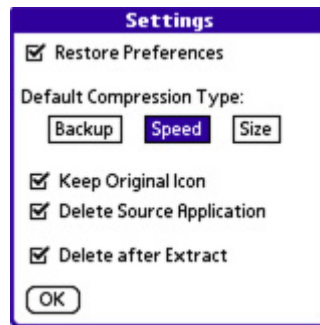 Settings
Restore Preferences
Default Compression Type:
Backup Speed Size
Keep Original Icon
Delete Source Application
Delete after Extract
OK